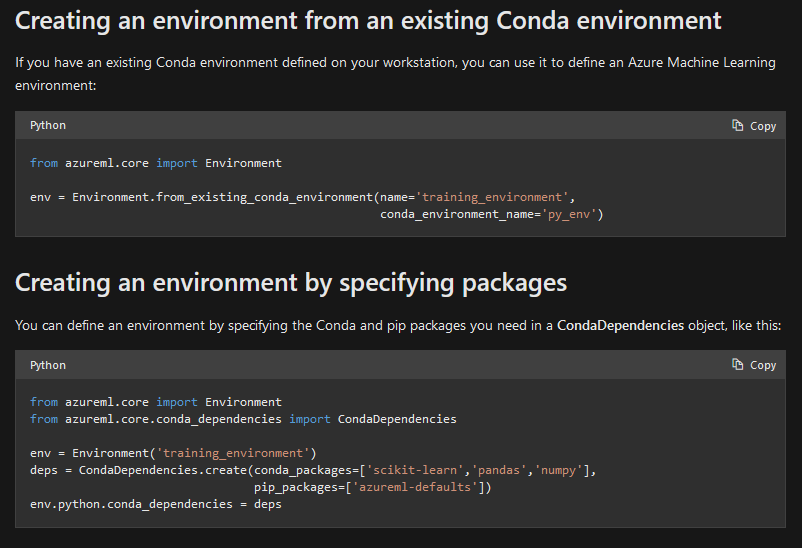 Creating an environment from an existing Conda environment
If you have an existing Conda environment defined on your workstation, you can use it to define an Azure Machine Learning
environment:
Python
Copy
from azureml.core import Environment
env = Environment.from_existing_conda_environment(name='training_environment',
conda_environment_name='py_env')
Creating an environment by specifying packages
You can define an environment by specifying the Conda and pip packages you need in a CondaDependencies object, like this:
Python
Copy
from azureml.core import Environment
from azureml.core.conda_dependencies import CondaDependencies
env = Environment('training_environment')
deps = CondaDependencies.create(conda_packages=['scikit-learn','pandas','numpy'],
pip_packages=['azureml-defaults'])
env.python.conda_dependencies = deps